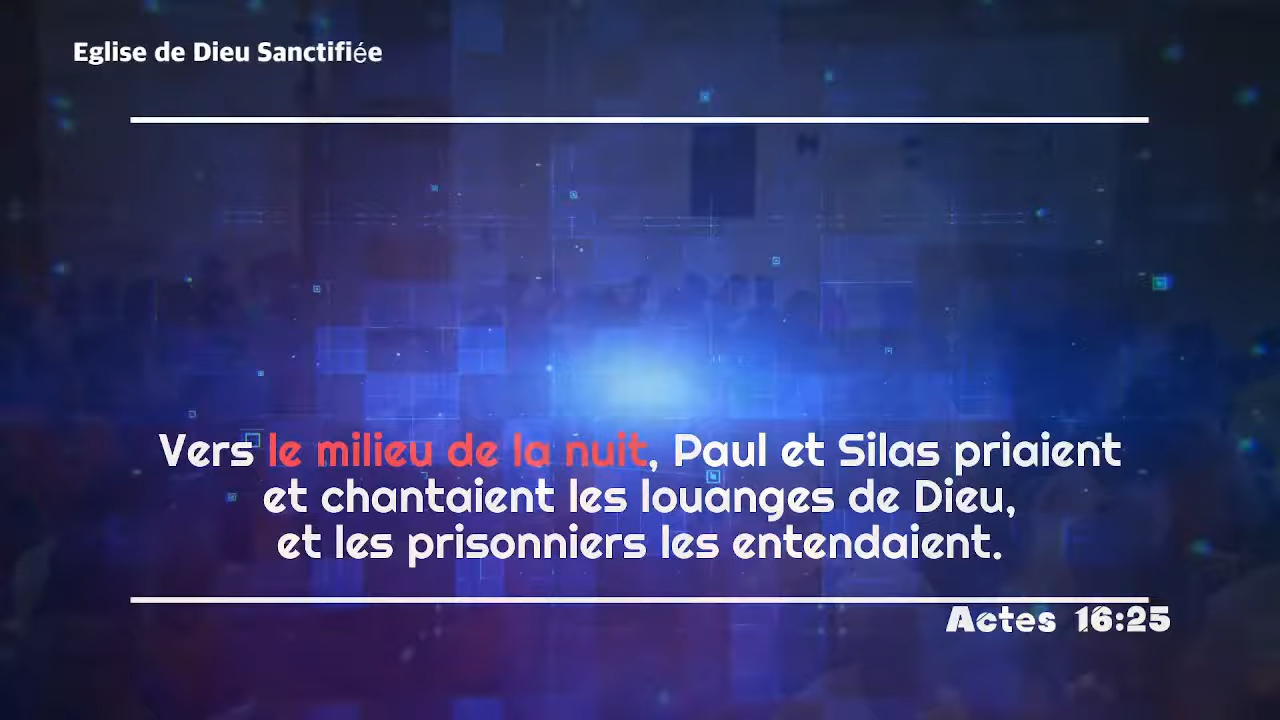 Eglise de Dieu Sanctifiée
Vers le milieu de la nuit, Paul et Silas priaient
et chantaient les louanges de Dieu,
et les prisonniers les entendaient.
Actes 16:25